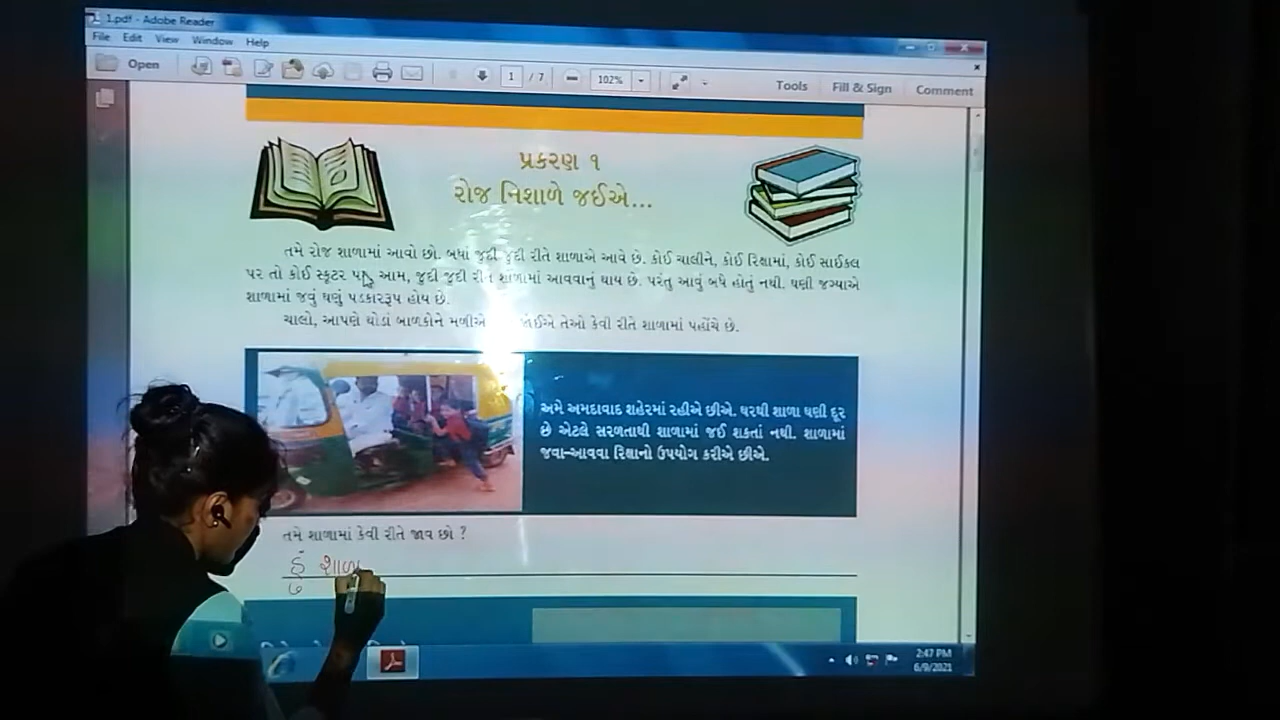 1.pdf - Adobe Reader
File Edit View Window Help
Open 1 / 7 102% Tools Fill & Sign Comment
પ્રકરણ ૧
રોજ નિશાળે જઈએ...
તમે રોજ શાળામાં આવો છો. બધાં જુદી જુદી રીતે શાળાએ આવે છે. કોઈ ચાલીને, કોઈ રિક્ષામાં, કોઈ સાઈકલ
પર તો કોઈ સ્કૂટર પર. આમ, જુદી જુદી રીતે શાળામાં આવવાનું થાય છે. પરંતુ આવું બધે હોતું નથી. ઘણી જગ્યાએ
શાળામાં જવું ઘણું પડકારરૂપ હોય છે.
ચાલો, આપણે થોડાં બાળકોને મળીએ જોઈએ તેઓ કેવી રીતે શાળામાં પહોંચે છે.
અમે અમદાવાદ શહેરમાં રહીએ છીએ. ઘરથી શાળા ઘણી દૂર
છે એટલે સરળતાથી શાળામાં જઈ શકતાં નથી. શાળામાં
જવા-આવવા રિક્ષાનો ઉપયોગ કરીએ છીએ.
તમે શાળામાં કેવી રીતે જાવ છો ?
હું શાળા
2:47 PM
6/9/2021